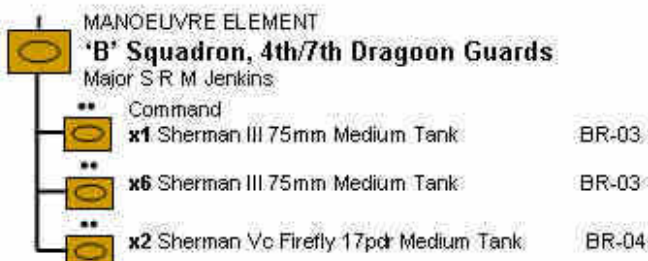 MANOEUVRE ELEMENT
‘B’ Squadron, 4th/7th Dragoon Guards
Major S R M Jenkins
Command
x1 Sherman III 75mm Medium Tank BR-03
x6 Sherman III 75mm Medium Tank BR-03
x2 Sherman Vc Firefly 17pdr Medium Tank BR-04